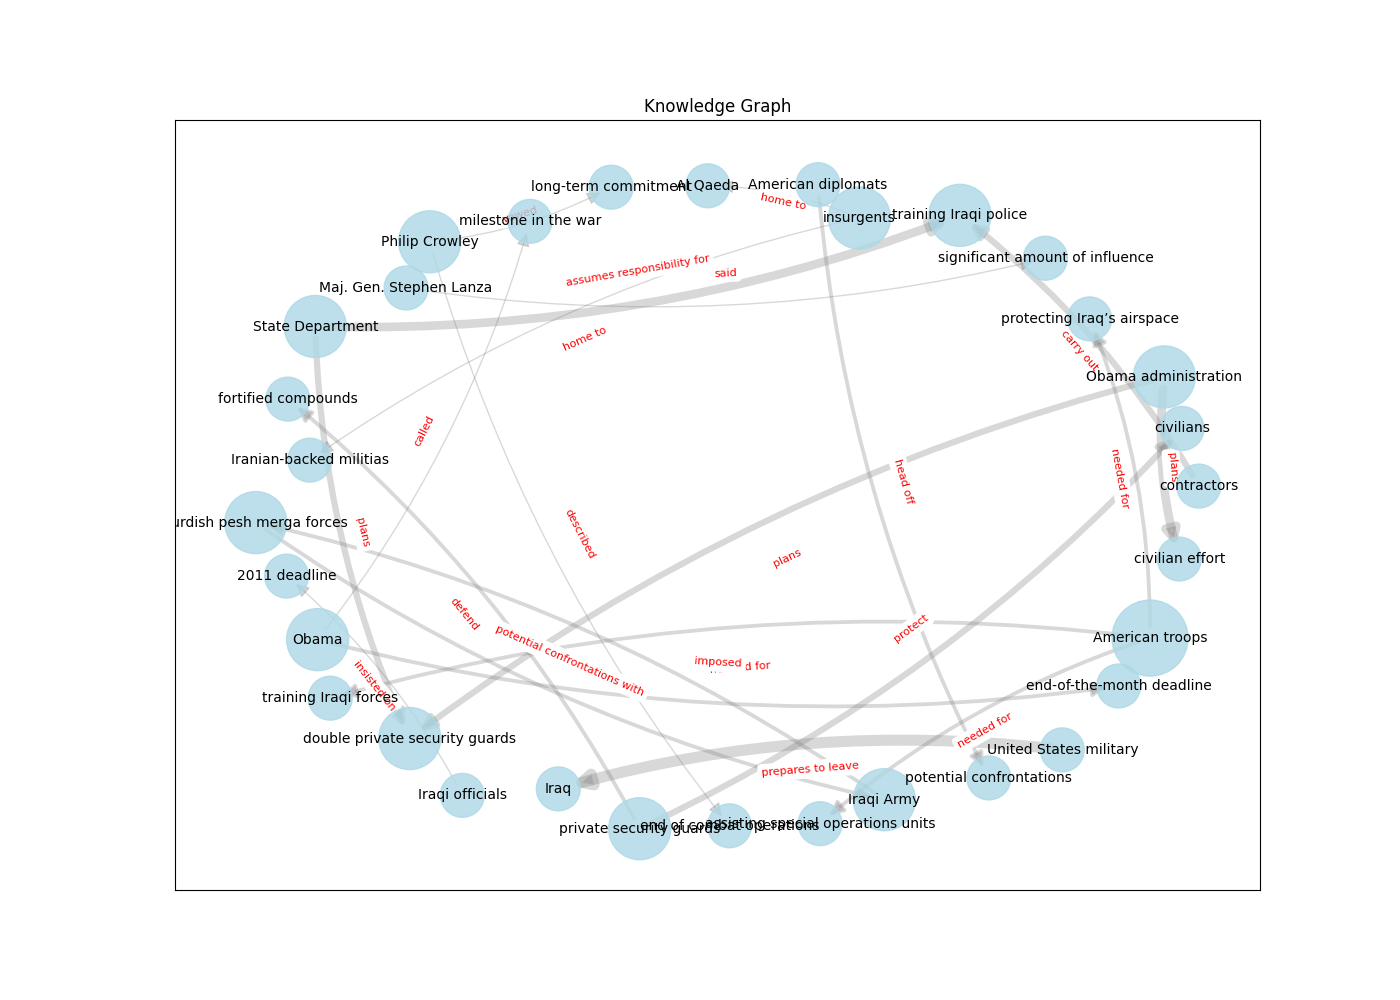 Knowledge Graph
long-term commitment
Al Qaeda
American diplomats
home to
insurgents
training Iraqi police
milestone in the war
Philip Crowley
significant amount of influence
assumes responsibility for
said
Maj. Gen. Stephen Lanza
protecting Iraq’s airspace
State Department
home to
carry out
Obama administration
fortified compounds
called
civilians
Iranian-backed militias
head off
plans
needed for
contractors
urdish pesh merga forces
plans
described
plans
civilian effort
2011 deadline
defend
protect
Obama
potential confrontations with
American troops
imposed
d for
insisted on
training Iraqi forces
end-of-the-month deadline
double private security guards
needed for
United States military
prepares to leave
potential confrontations
Iraqi officials
Iraq
Iraqi Army
private security guards
end of combat operations
assisting special operations units